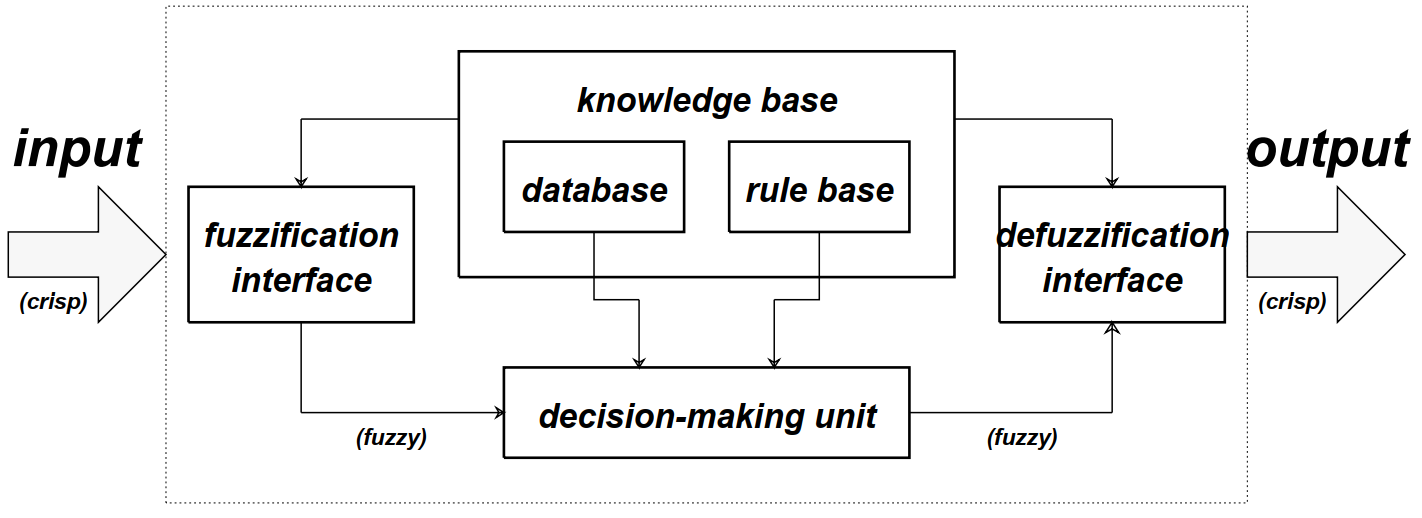 knowledge base
input
output
database
rule base
fuzzification
interface
defuzzification
interface
(crisp)
(crisp)
decision-making unit
(fuzzy)
(fuzzy)